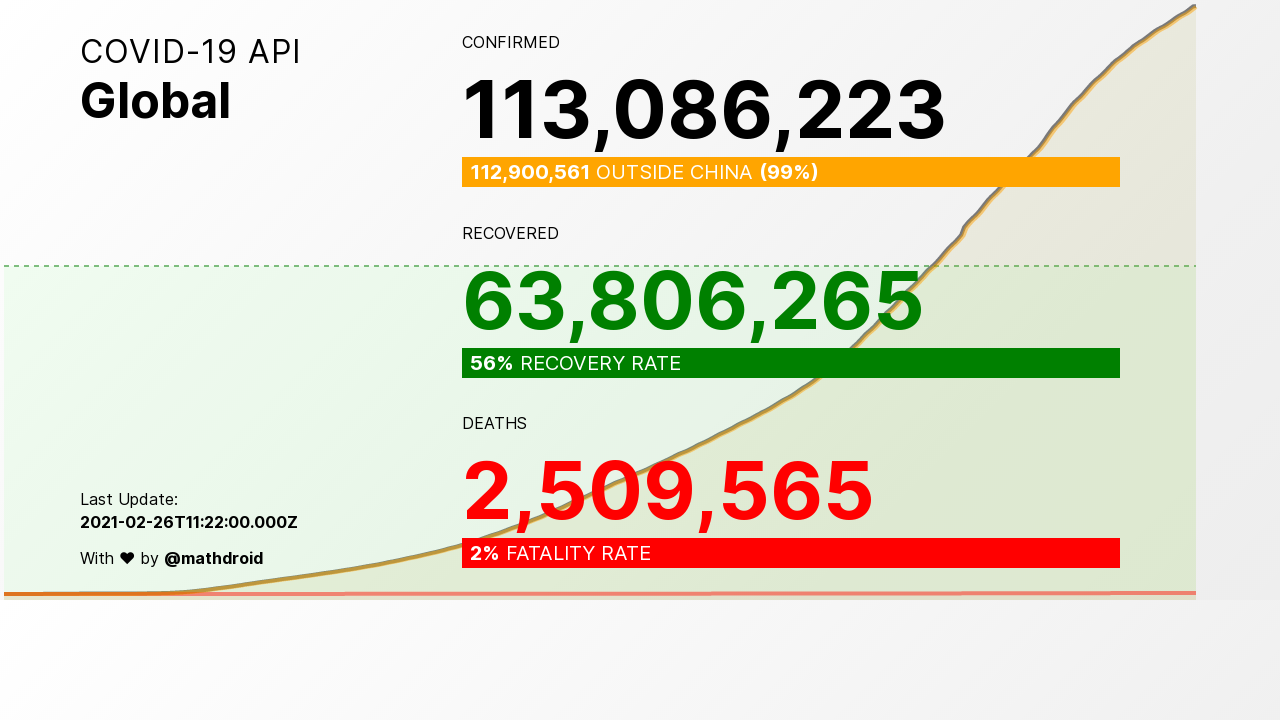 COVID-19 API
Global
CONFIRMED
113,086,223
112,900,561 OUTSIDE CHINA (99%)
RECOVERED
63,806,265
56% RECOVERY RATE
DEATHS
2,509,565
2% FATALITY RATE
Last Update:
2021-02-26T11:22:00.000Z
With ♥ by @mathdroid